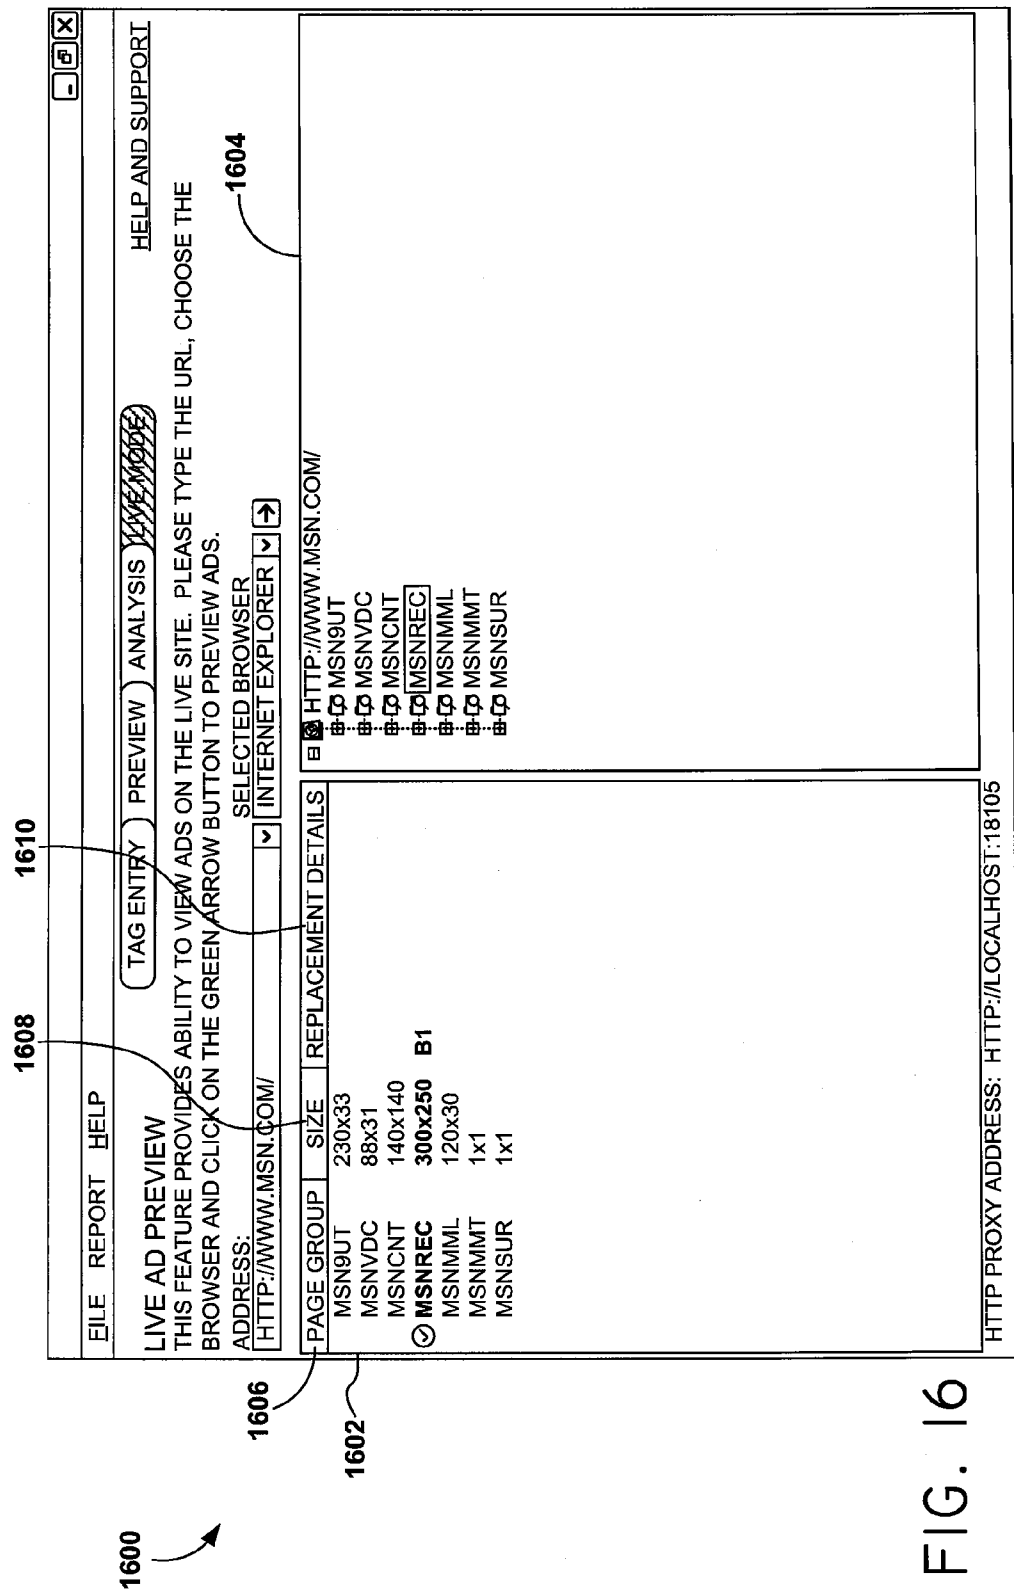 1600
FILE REPORT HELP
TAG ENTRY PREVIEW ANALYSIS LIVE MODE
HELP AND SUPPORT
LIVE AD PREVIEW
THIS FEATURE PROVIDES ABILITY TO VIEW ADS ON THE LIVE SITE. PLEASE TYPE THE URL, CHOOSE THE
BROWSER AND CLICK ON THE GREEN ARROW BUTTON TO PREVIEW ADS.
ADDRESS: SELECTED BROWSER
HTTP://WWW.MSN.COM/ INTERNET EXPLORER
1606
1608
1610
1602
1604
PAGE GROUP SIZE REPLACEMENT DETAILS
MSN9UT 230x33
MSNVDC 88x31
MSNCNT 140x140
MSNREC 300x250 B1
MSNMML 120x30
MSNMMT 1x1
MSNSUR 1x1
HTTP://WWW.MSN.COM/
MSN9UT
MSNVDC
MSNCNT
MSNREC
MSNMML
MSNMMT
MSNSUR
HTTP PROXY ADDRESS: HTTP://LOCALHOST:18105
FIG. 16